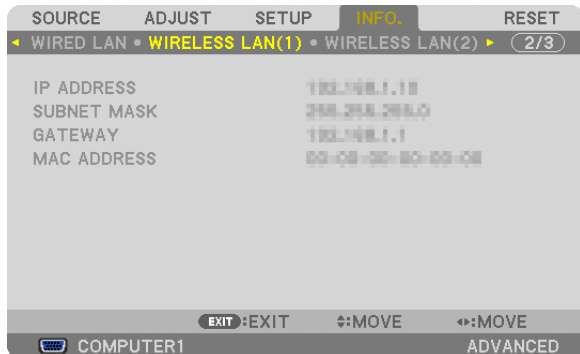 SOURCE ADJUST SETUP INFO. RESET
WIRED LAN • WIRELESS LAN(1) • WIRELESS LAN(2) 2/3
IP ADDRESS
SUBNET MASK
GATEWAY
MAC ADDRESS
EXIT :EXIT :MOVE :MOVE
COMPUTER1 ADVANCED